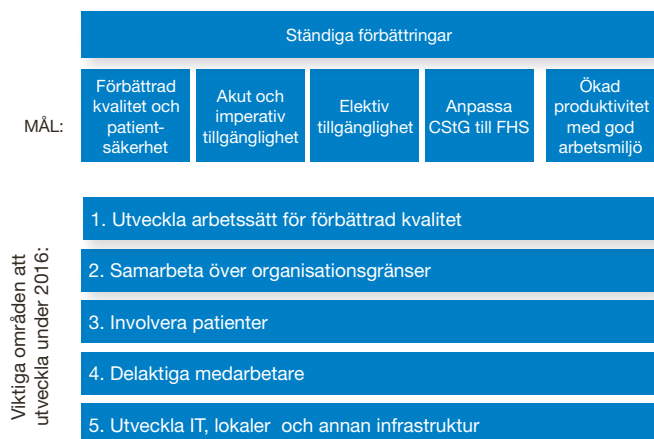 Ständiga förbättringar
MÅL:
Förbättrad
kvalitet och
patient-
säkerhet
Akut och
imperativ
tillgänglighet
Elektiv
tillgänglighet
Anpassa
CStG till FHS
Ökad
produktivitet
med god
arbetsmiljö
Viktiga områden att
utveckla under 2016:
1. Utveckla arbetssätt för förbättrad kvalitet
2. Samarbeta över organisationsgränser
3. Involvera patienter
4. Delaktiga medarbetare
5. Utveckla IT, lokaler och annan infrastruktur